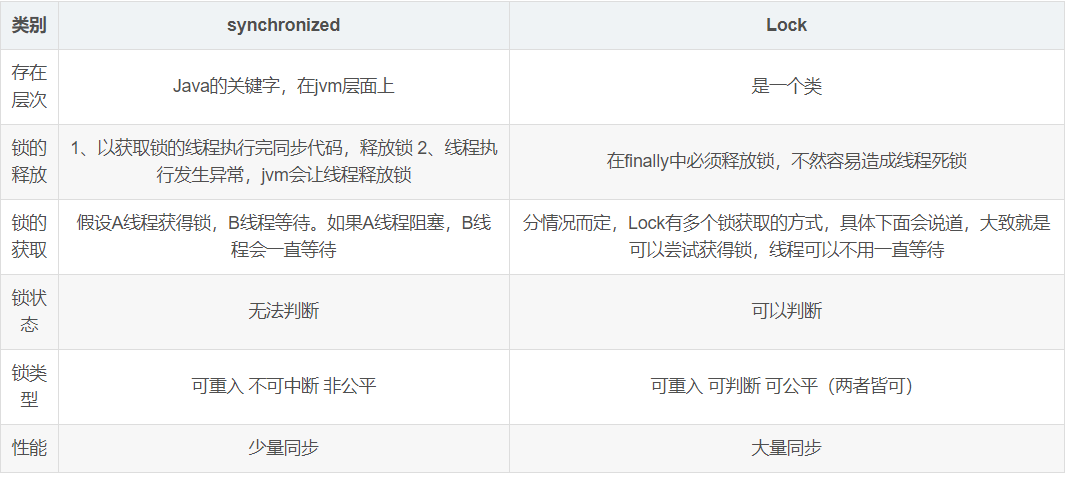 类别 synchronized Lock
存在
层次
Java的关键字，在jvm层面上
是一个类
锁的
释放
1、以获取锁的线程执行完同步代码，释放锁 2、线程执
行发生异常，jvm会让线程释放锁
在finally中必须释放锁，不然容易造成线程死锁
锁的
获取
假设A线程获得锁，B线程等待。如果A线程阻塞，B线
程会一直等待
分情况而定，Lock有多个锁获取的方式，具体下面会说道，大致就是
可以尝试获得锁，线程可以不用一直等待
锁状
态
无法判断
可以判断
锁类
型
可重入 不可中断 非公平
可重入 可判断 可公平（两者皆可）
性能 少量同步 大量同步